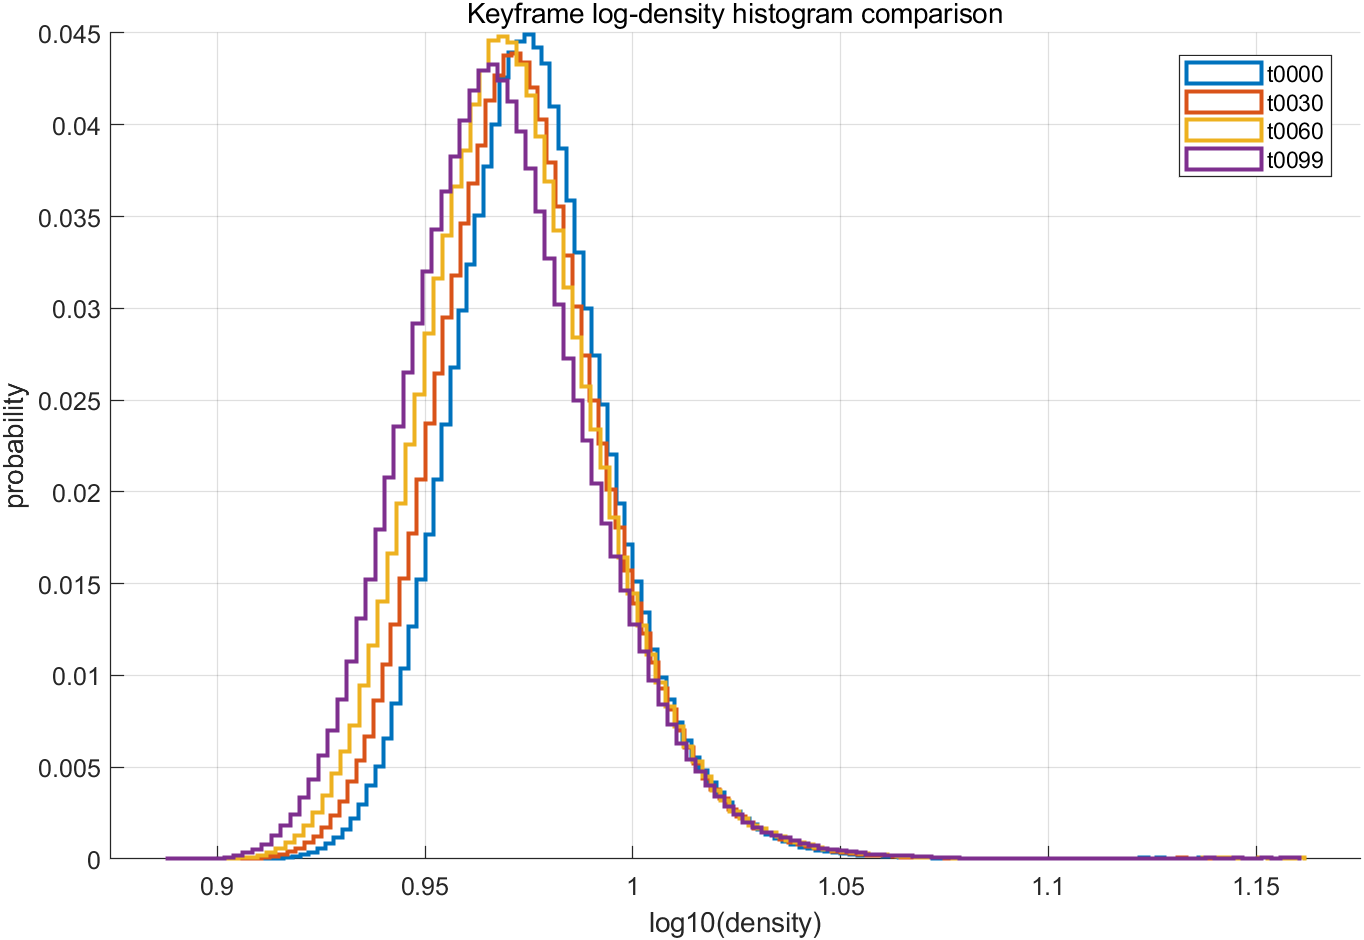 Keyframe log-density histogram comparison
0.045
0.04
0.035
0.03
0.025
0.02
0.015
0.01
0.005
0
probability
t0000
t0030
t0060
t0099
0.9 0.95 1 1.05 1.1 1.15
log10(density)